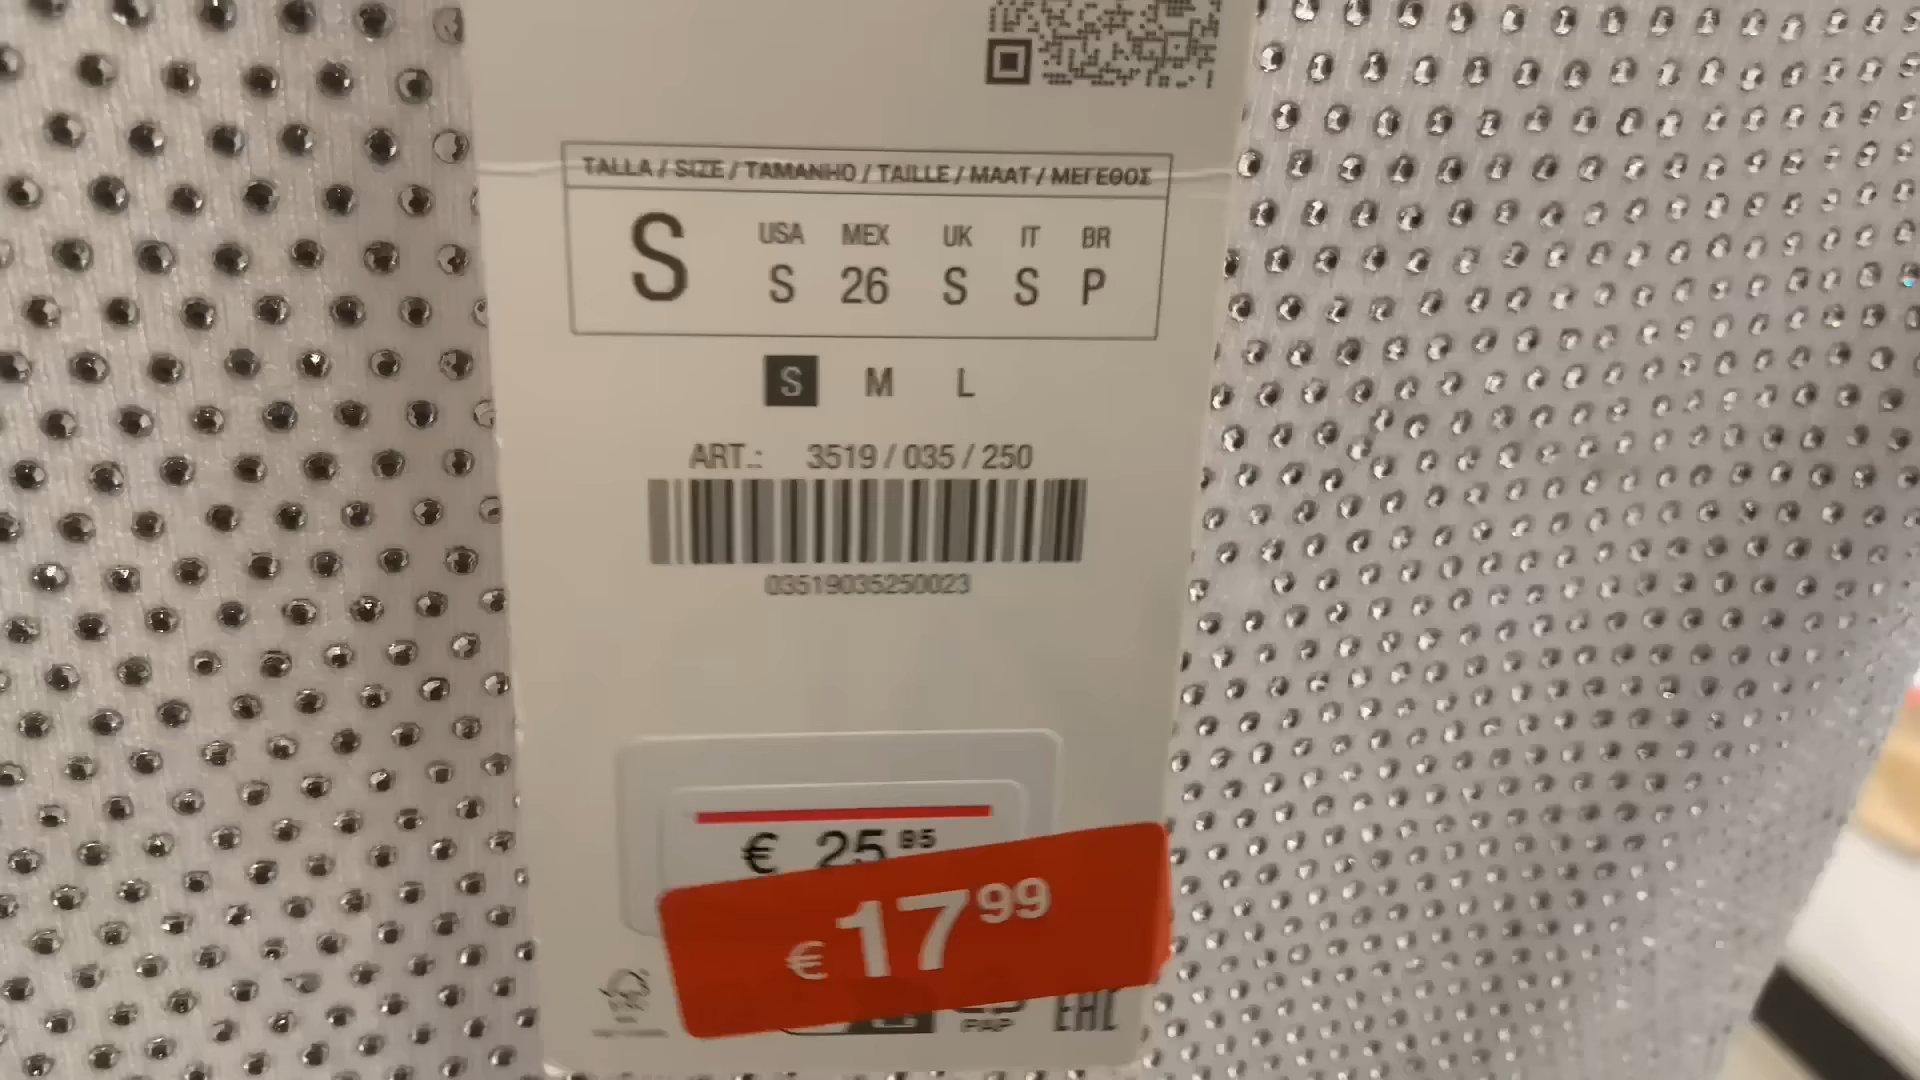 TALLA / SIZE / TAMANHO / TAILLE / MAAT / ΜΕΓΕΘΟΣ
S
USA MEX UK IT BR
S 26 S S P
S M L
ART.: 3519 / 035 / 250
03519035250023
€ 25.95
€ 17 99
PAP
EAC